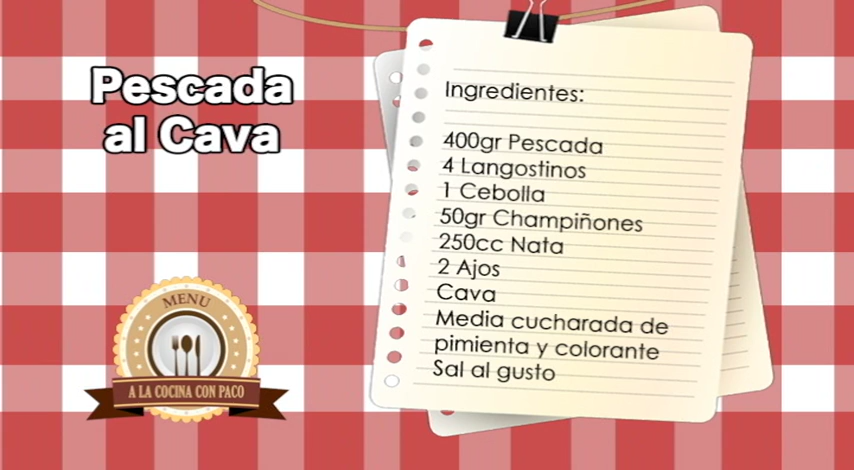 Pescada
al Cava
Ingredientes:
400gr Pescada
4 Langostinos
1 Cebolla
50gr Champiñones
250cc Nata
2 Ajos
Cava
Media cucharada de
pimienta y colorante
Sal al gusto
MENU
A LA COCINA CON PACO